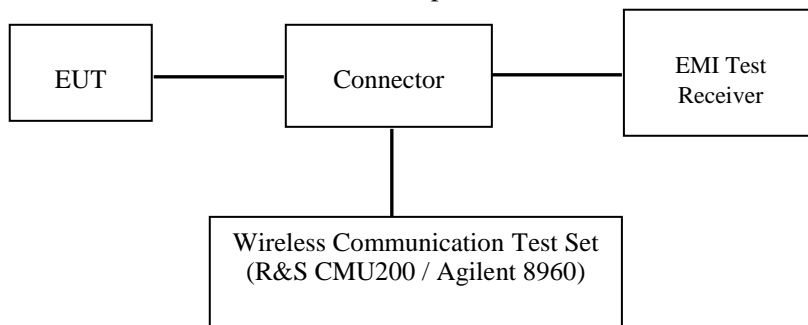 EUT
Connector
EMI Test
Receiver
Wireless Communication Test Set
(R&S CMU200 / Agilent 8960)